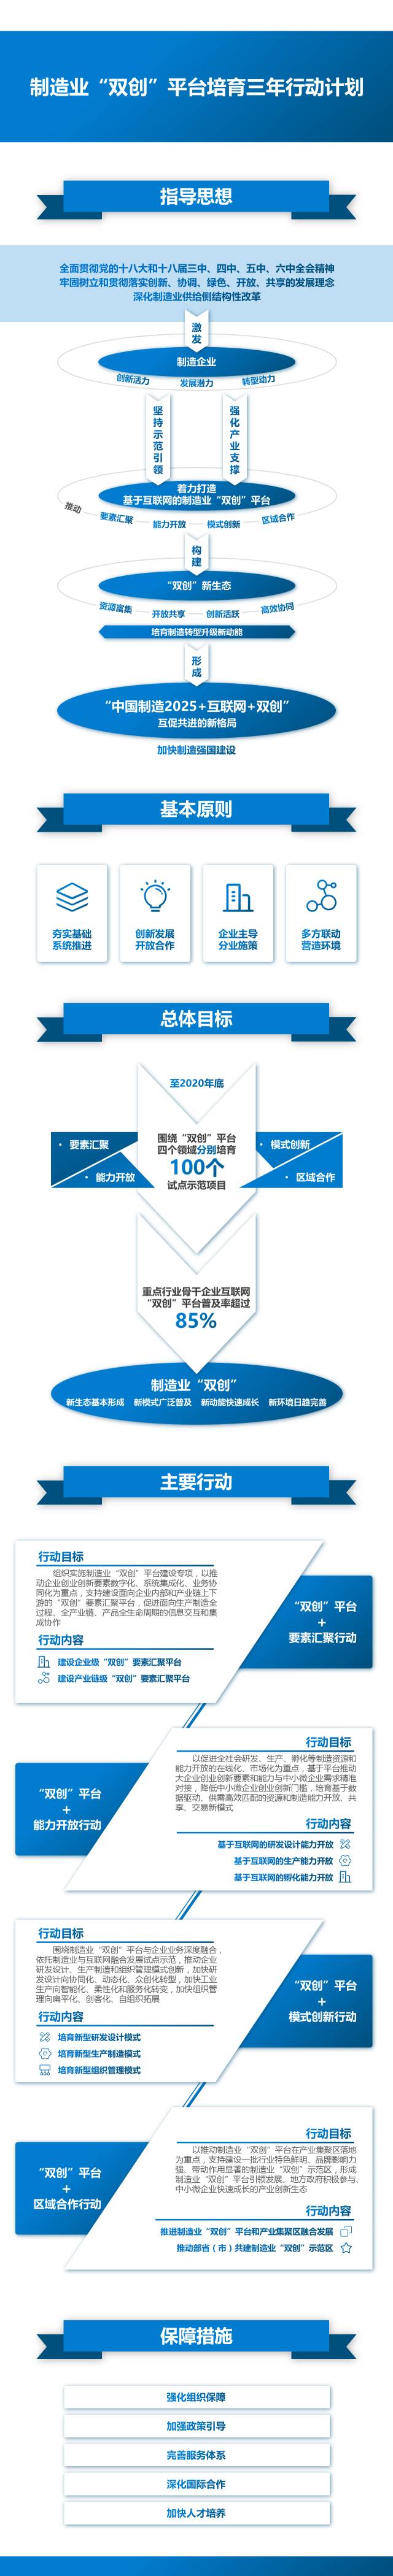 制造业“双创”平台培育三年行动计划
指导思想
全面贯彻党的十八大和十八届三中、四中、五中、六中全会精神
牢固树立和贯彻落实创新、协调、绿色、开放、共享的发展理念
深化制造业供给侧结构性改革
激发
制造企业
创新活力 发展潜力 转型动力
坚持示范引领
强化产业支撑
着力打造
基于互联网的制造业“双创”平台
推动 要素汇聚 能力开放 模式创新 区域合作
构建
“双创”新生态
资源富集 开放共享 创新活跃 高效协同
培育制造转型升级新动能
形成
“中国制造2025+互联网+双创”
互促共进的新格局
加快制造强国建设
基本原则
夯实基础
系统推进
创新发展
开放合作
企业主导
分业施策
多方联动
营造环境
总体目标
至2020年底
围绕“双创”平台
四个领域分别培育
100个
试点示范项目
· 要素汇聚
· 能力开放
· 模式创新
· 区域合作
重点行业骨干企业互联网
“双创”平台普及率超过
85%
制造业“双创”
新生态基本形成 新模式广泛普及 新动能快速成长 新环境日趋完善
主要行动
行动目标
组织实施制造业“双创”平台建设专项，以推
动企业创业创新要素数字化、系统集成化、业务协
同化为重点，支持建设面向企业内部和产业链上下
游的“双创”要素汇聚平台，促进面向生产制造全
过程、全产业链、产品全生命周期的信息交互和集
成协作
行动内容
建设企业级“双创”要素汇聚平台
建设产业链级“双创”要素汇聚平台
“双创”平台
+
要素汇聚行动
“双创”平台
+
能力开放行动
行动目标
以促进全社会研发、生产、孵化等制造资源和
能力开放的在线化、市场化为重点，基于平台推动
大企业创业创新要素和能力与中小微企业需求精准
对接，降低中小微企业创业创新门槛，培育基于数
据驱动、供需高效匹配的资源和制造能力开放、共
享、交易新模式
行动内容
基于互联网的研发设计能力开放
基于互联网的生产能力开放
基于互联网的孵化能力开放
行动目标
围绕制造业“双创”平台与企业业务深度融合，
依托制造业与互联网融合发展试点示范，推动企业
研发设计、生产制造和组织管理模式创新，加快研
发设计向协同化、动态化、众创化转型，加快工业
生产向智能化、柔性化和服务化转变，加快组织管
理向扁平化、创客化、自组织拓展
行动内容
培育新型研发设计模式
培育新型生产制造模式
培育新型组织管理模式
“双创”平台
+
模式创新行动
“双创”平台
+
区域合作行动
行动目标
以推动制造业“双创”平台在产业集聚区落地
为重点，支持建设一批行业特色鲜明、品牌影响力
强、带动作用显著的制造业“双创”示范区，形成
制造业“双创”平台引领发展、地方政府积极参与、
中小微企业快速成长的产业创新生态
行动内容
推进制造业“双创”平台和产业集聚区融合发展
推动部省（市）共建制造业“双创”示范区
保障措施
强化组织保障
加强政策引导
完善服务体系
深化国际合作
加快人才培养